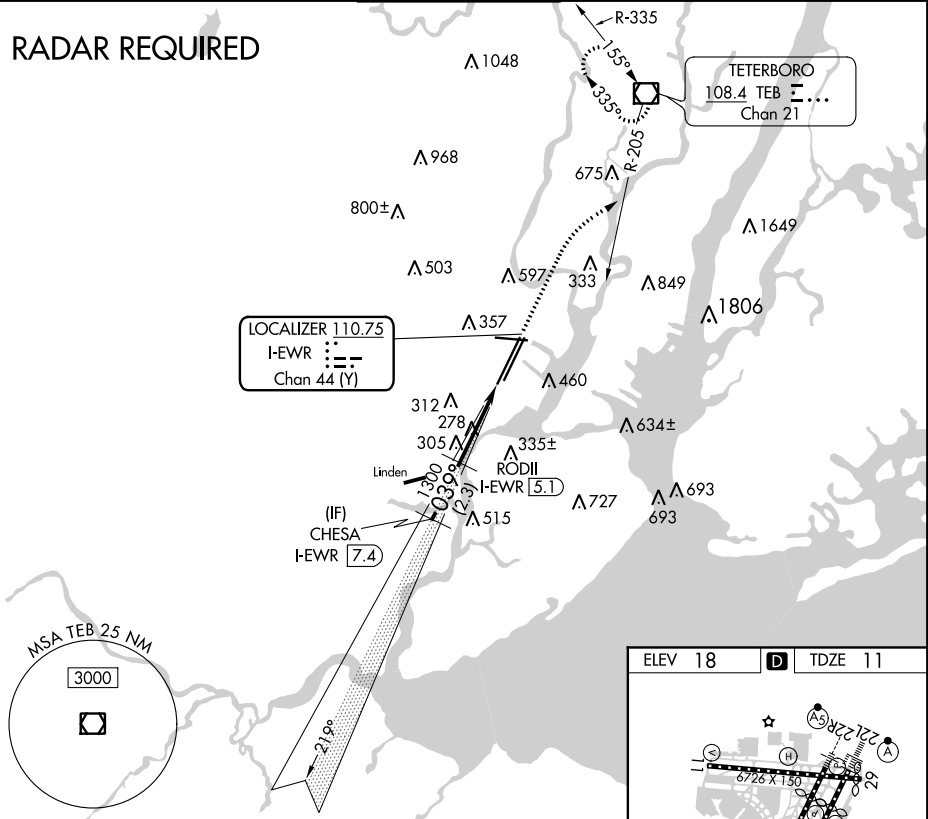 RADAR REQUIRED
R-335
155°
335°
TETERBORO
108.4 TEB
Chan 21
R-205
1048
968
675
800±
1649
503
597
333
849
1806
LOCALIZER 110.75
I-EWR
Chan 44 (Y)
357
460
312
278
305
335±
634±
Linden
RODII
I-EWR 5.1
1300
039°
(2.3)
727
693
693
515
(IF)
CHESA
I-EWR 7.4
219°
MSA TEB 25 NM
3000
ELEV 18
D
TDZE 11
A5
22R
22L
A
V
H
11
6726 X 150
29
P